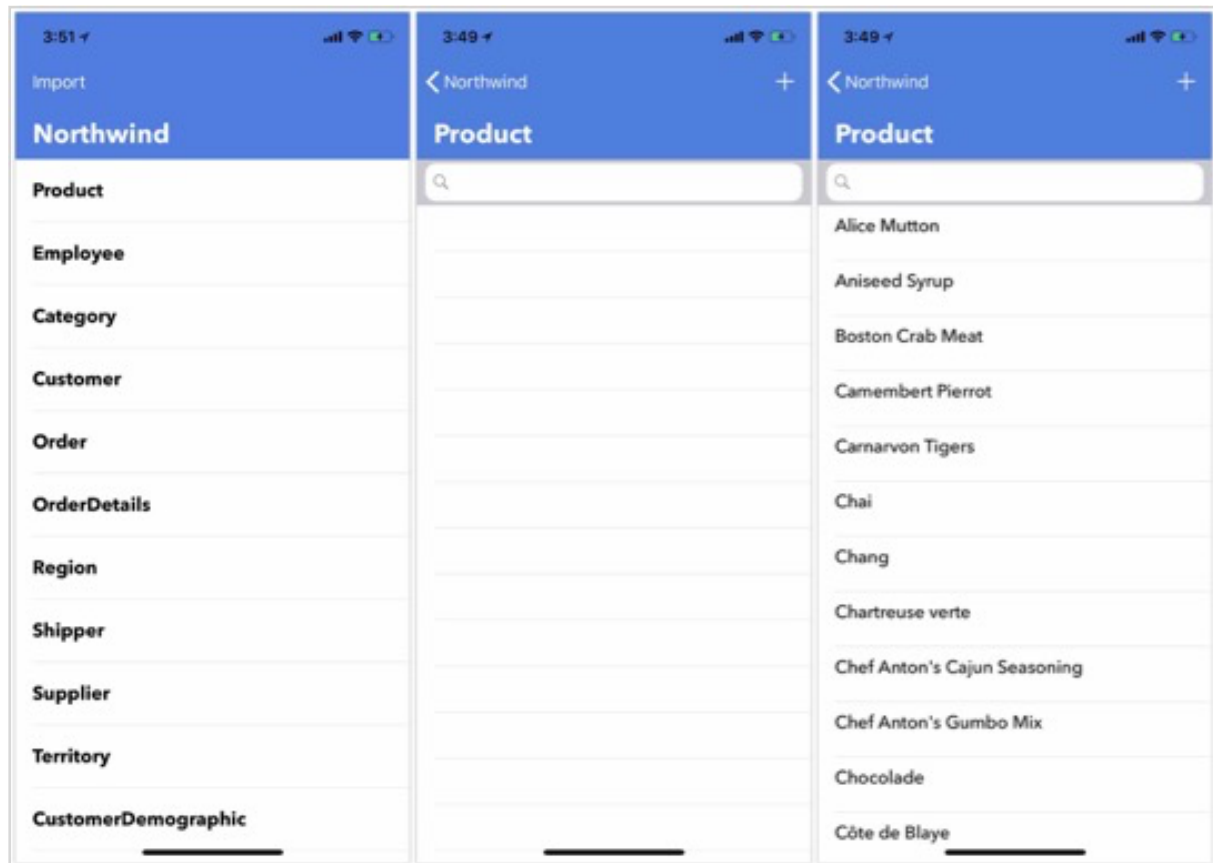 3:51
Import
Northwind
Product
Employee
Category
Customer
Order
OrderDetails
Region
Shipper
Supplier
Territory
CustomerDemographic
3:49
Northwind
Product
3:49
Northwind
Product
Alice Mutton
Aniseed Syrup
Boston Crab Meat
Camembert Pierrot
Carnarvon Tigers
Chai
Chang
Chartreuse verte
Chef Anton's Cajun Seasoning
Chef Anton's Gumbo Mix
Chocolade
Côte de Blaye